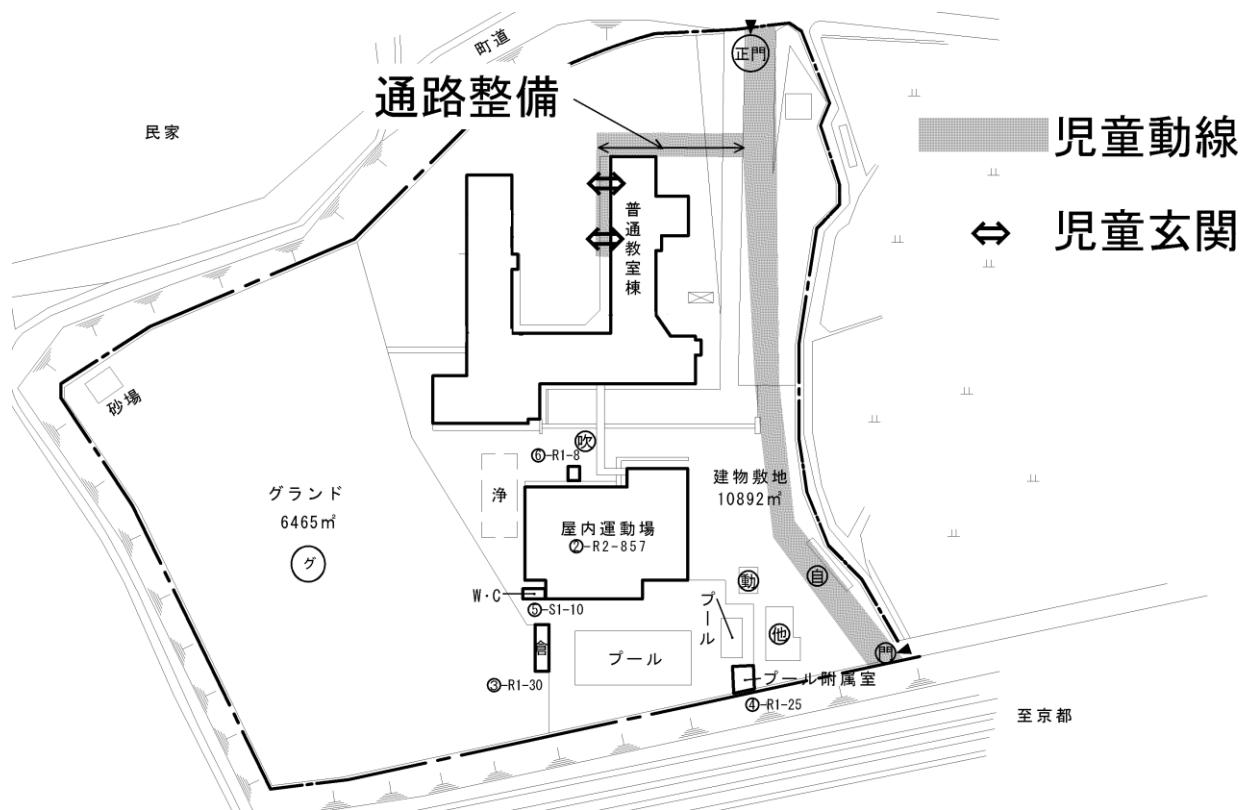 町道
正門
通路整備
民家
児童動線
児童玄関
普通教室棟
砂場
吹
⑥-R1-8
浄
グランド
6465㎡
グ
建物敷地
10892㎡
屋内運動場
②-R2-857
W・C
⑤-S1-10
動
自
プール
他
倉
プール
門
③-R1-30
プール附属室
④-R1-25
至京都